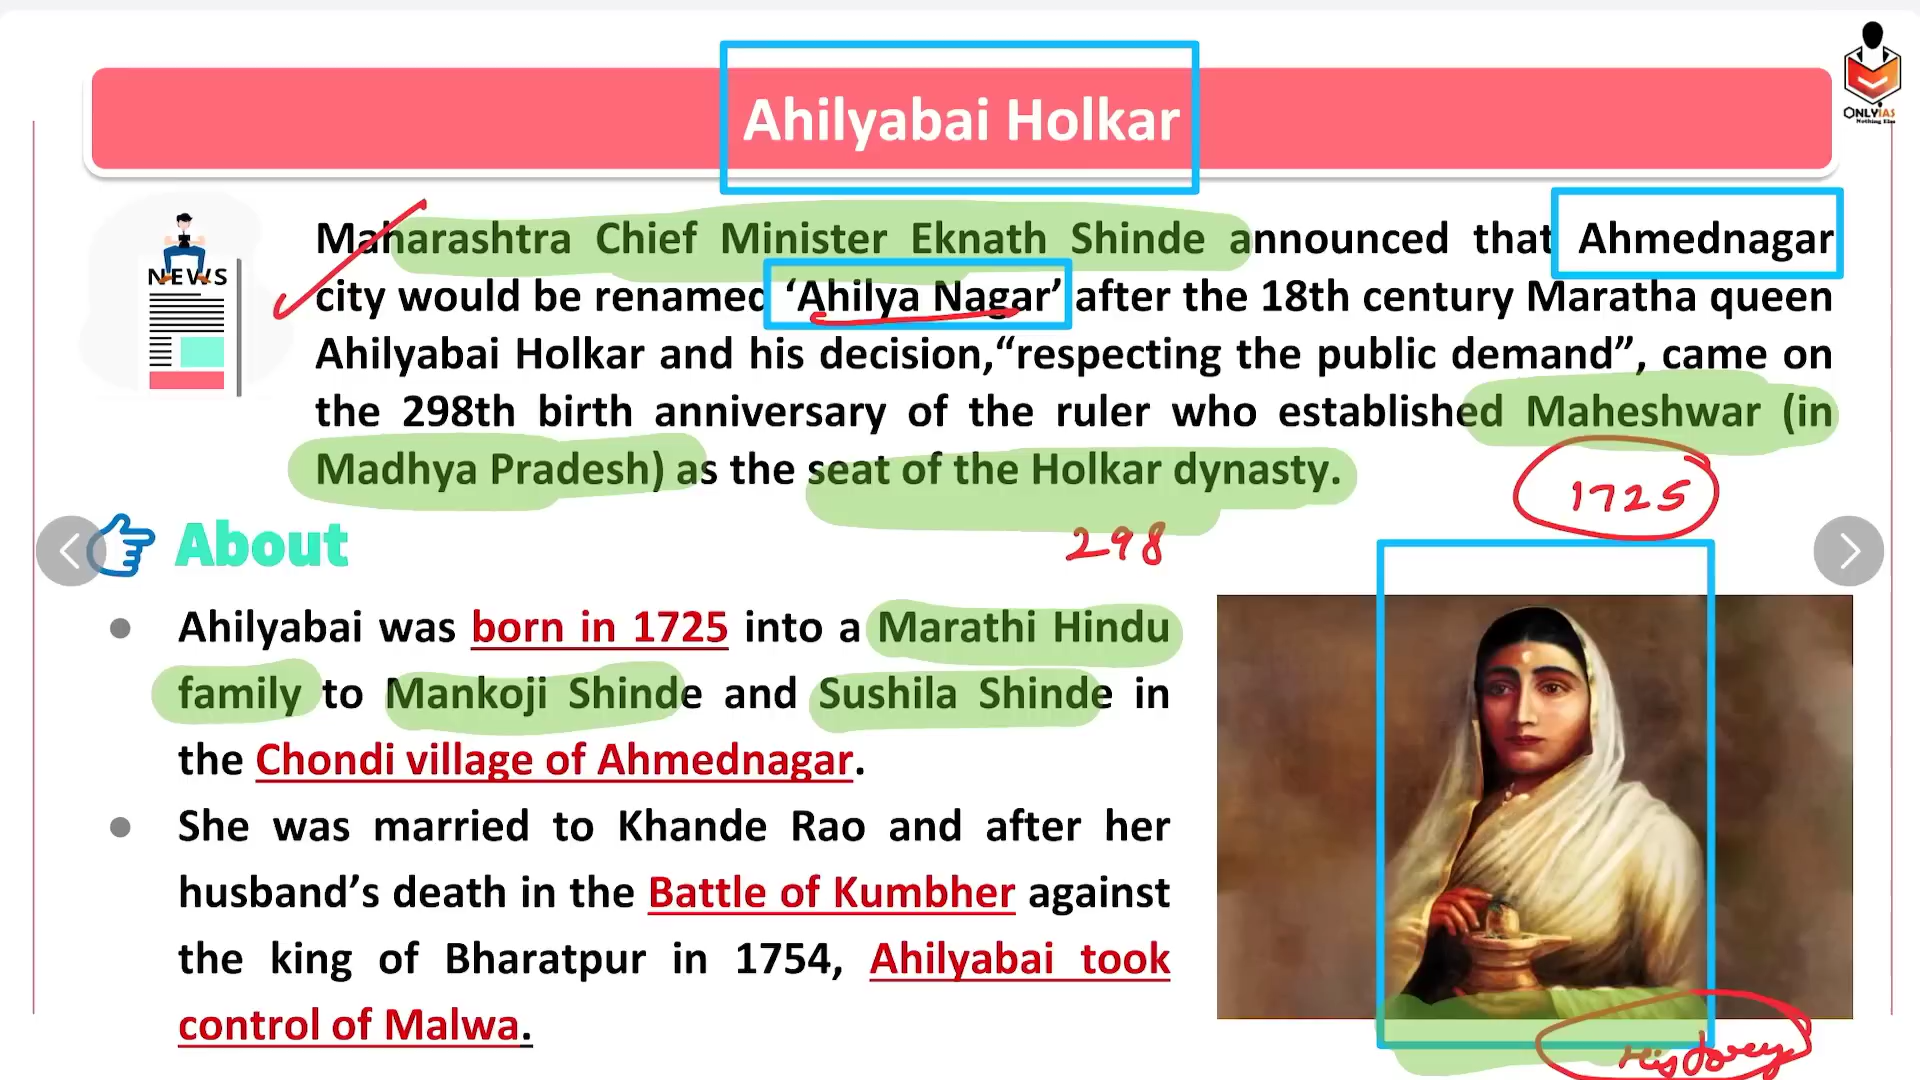 Ahilyabai Holkar
ONLYIAS
Nothing Else
NEWS
Maharashtra Chief Minister Eknath Shinde announced that Ahmednagar
city would be renamed ‘Ahilya Nagar’ after the 18th century Maratha queen
Ahilyabai Holkar and his decision,“respecting the public demand”, came on
the 298th birth anniversary of the ruler who established Maheshwar (in
Madhya Pradesh) as the seat of the Holkar dynasty.
1725
298
About
Ahilyabai was born in 1725 into a Marathi Hindu
family to Mankoji Shinde and Sushila Shinde in
the Chondi village of Ahmednagar.
She was married to Khande Rao and after her
husband’s death in the Battle of Kumbher against
the king of Bharatpur in 1754, Ahilyabai took
control of Malwa.
History